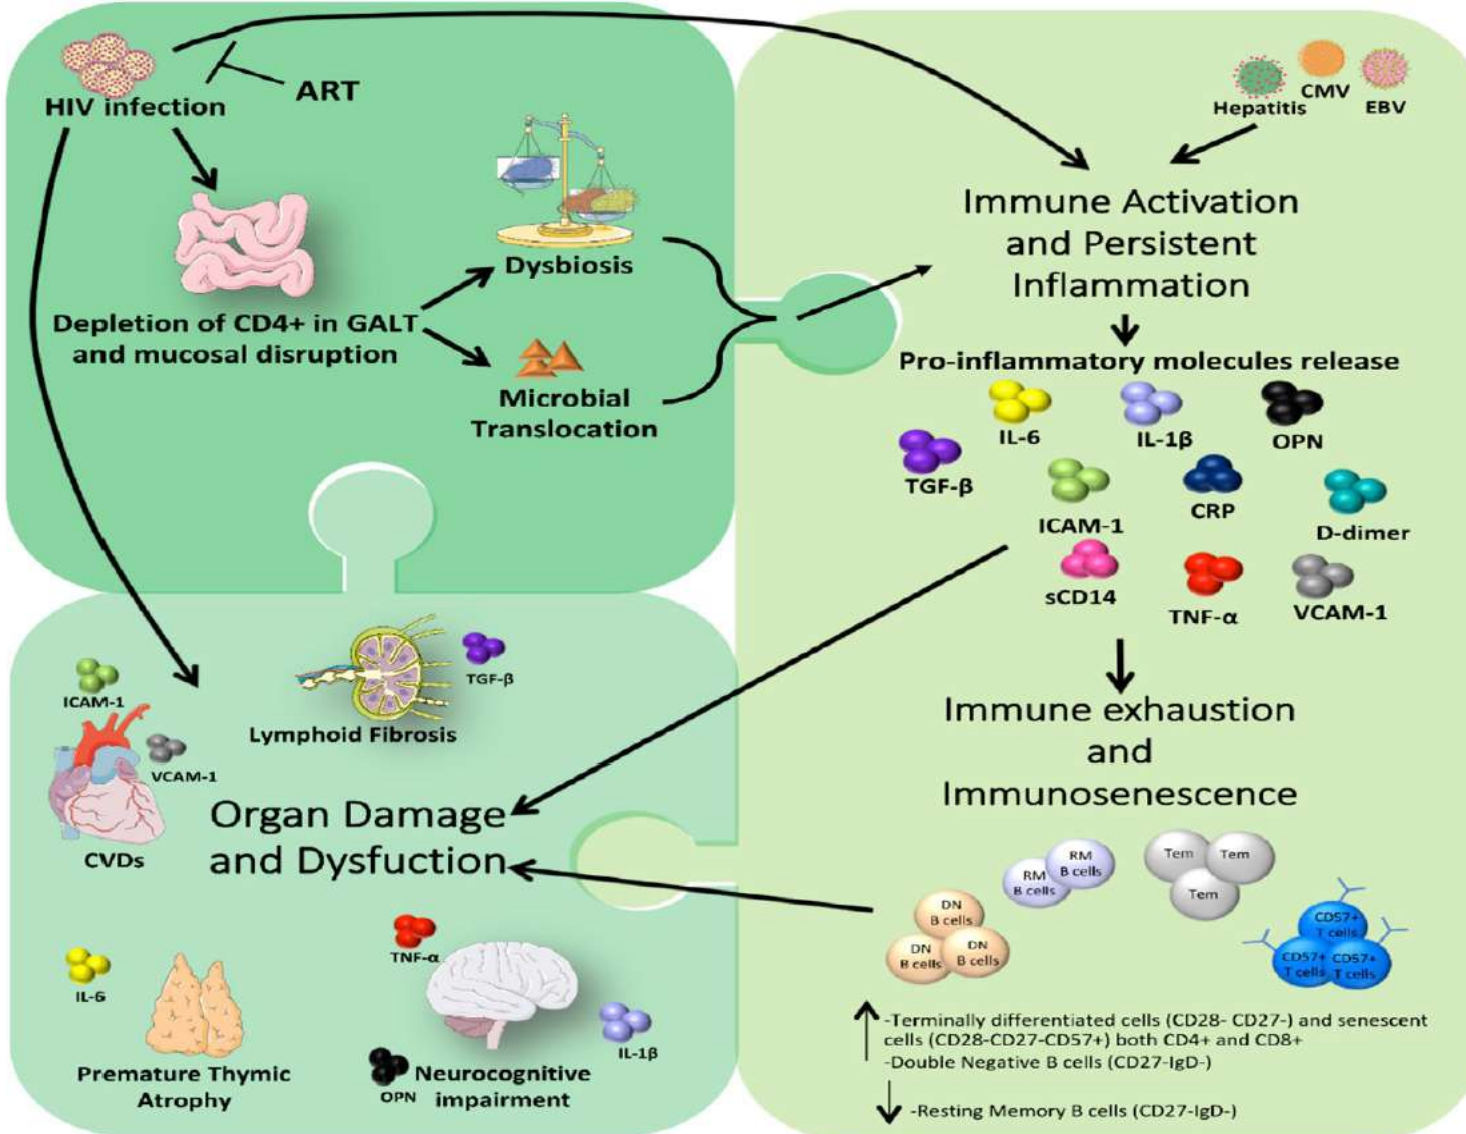 HIV infection
ART
Depletion of CD4+ in GALT
and mucosal disruption
Dysbiosis
Microbial
Translocation
Hepatitis
CMV
EBV
Immune Activation
and Persistent
Inflammation
Pro-inflammatory molecules release
IL-6
IL-1β
OPN
TGF-β
ICAM-1
CRP
D-dimer
sCD14
TNF-α
VCAM-1
Immune exhaustion
and
Immunosenescence
RM
B cells
RM
B cells
Tem
Tem
Tem
DN
B cells
DN
B cells
DN
B cells
CD57+
T cells
CD57+
T cells
CD57+
T cells
-Terminally differentiated cells (CD28- CD27-) and senescent
cells (CD28-CD27-CD57+) both CD4+ and CD8+
-Double Negative B cells (CD27-IgD-)
-Resting Memory B cells (CD27-IgD-)
TGF-β
Lymphoid Fibrosis
ICAM-1
VCAM-1
CVDs
Organ Damage
and Dysfuction
IL-6
Premature Thymic
Atrophy
TNF-α
IL-1β
OPN
Neurocognitive
impairment